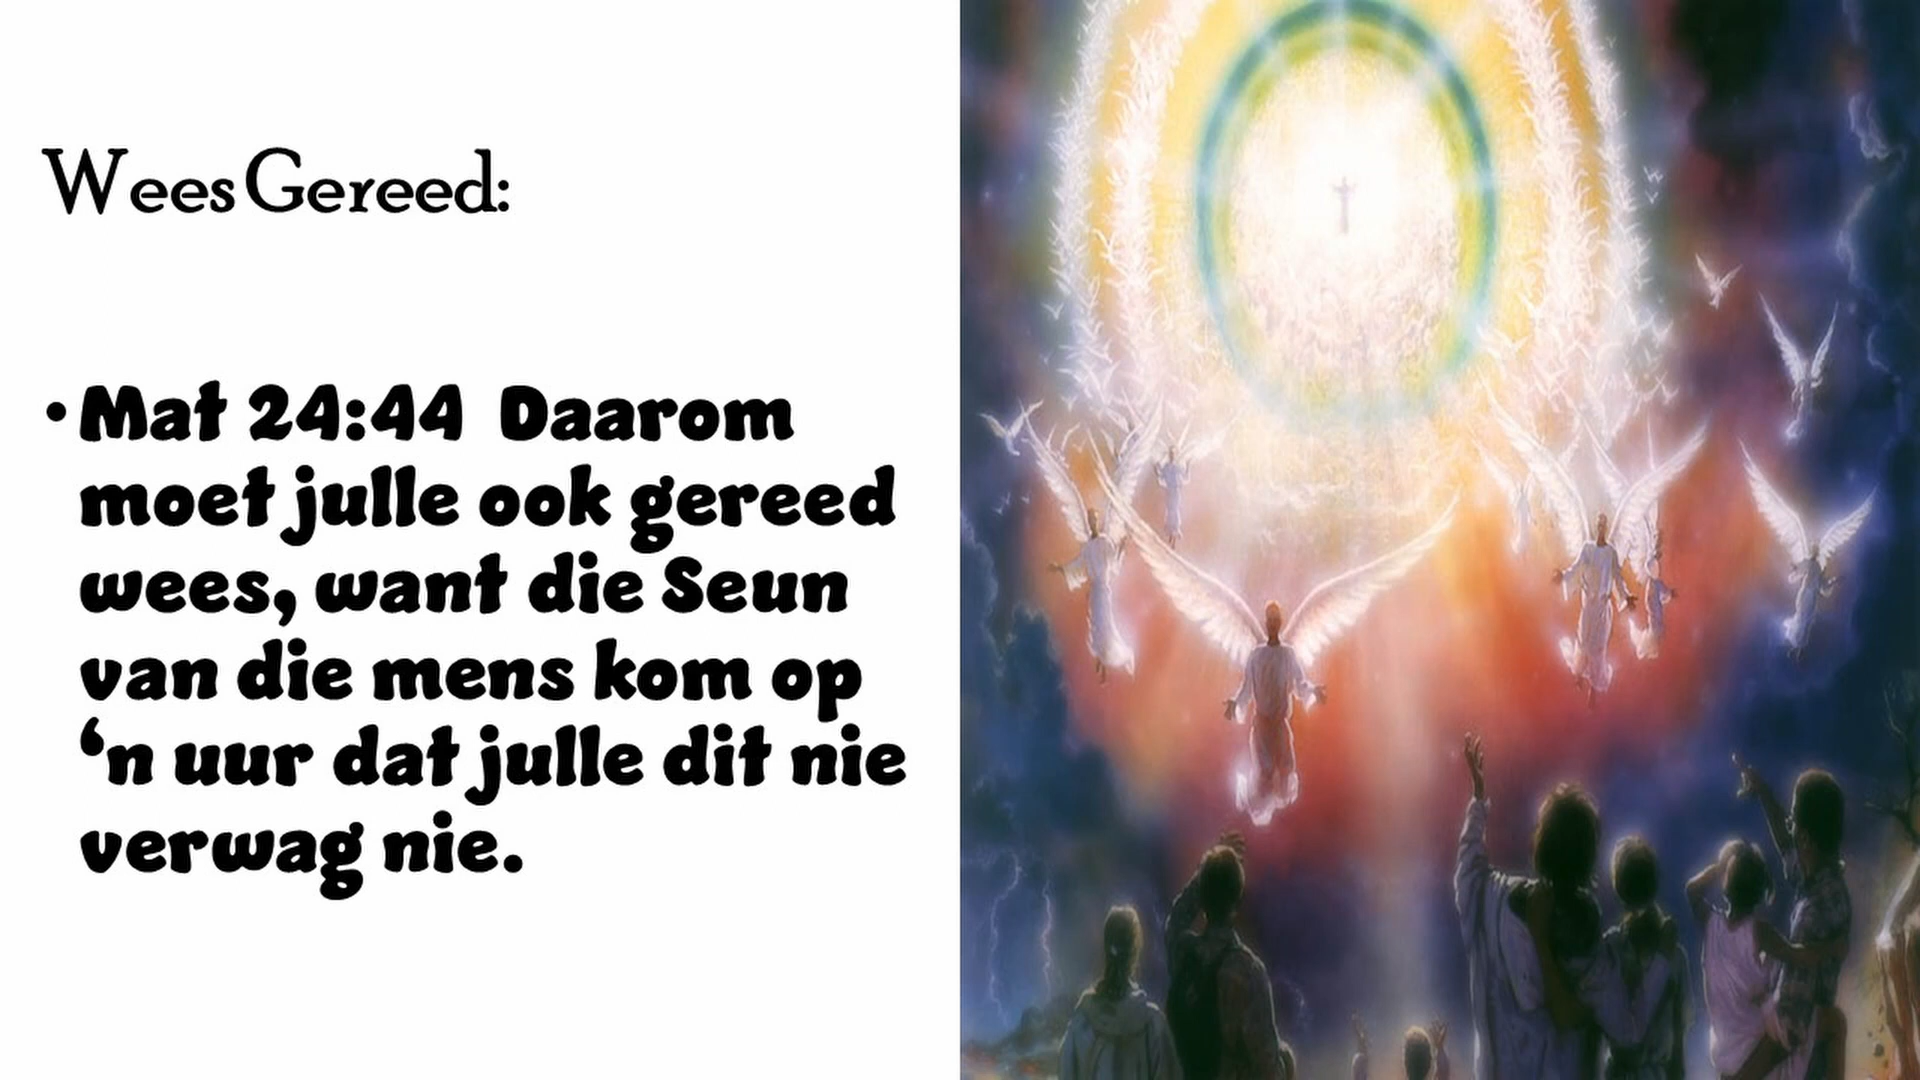 Wees Gereed:
• Mat 24:44  Daarom
moet julle ook gereed
wees, want die Seun
van die mens kom op
‘n uur dat julle dit nie
verwag nie.